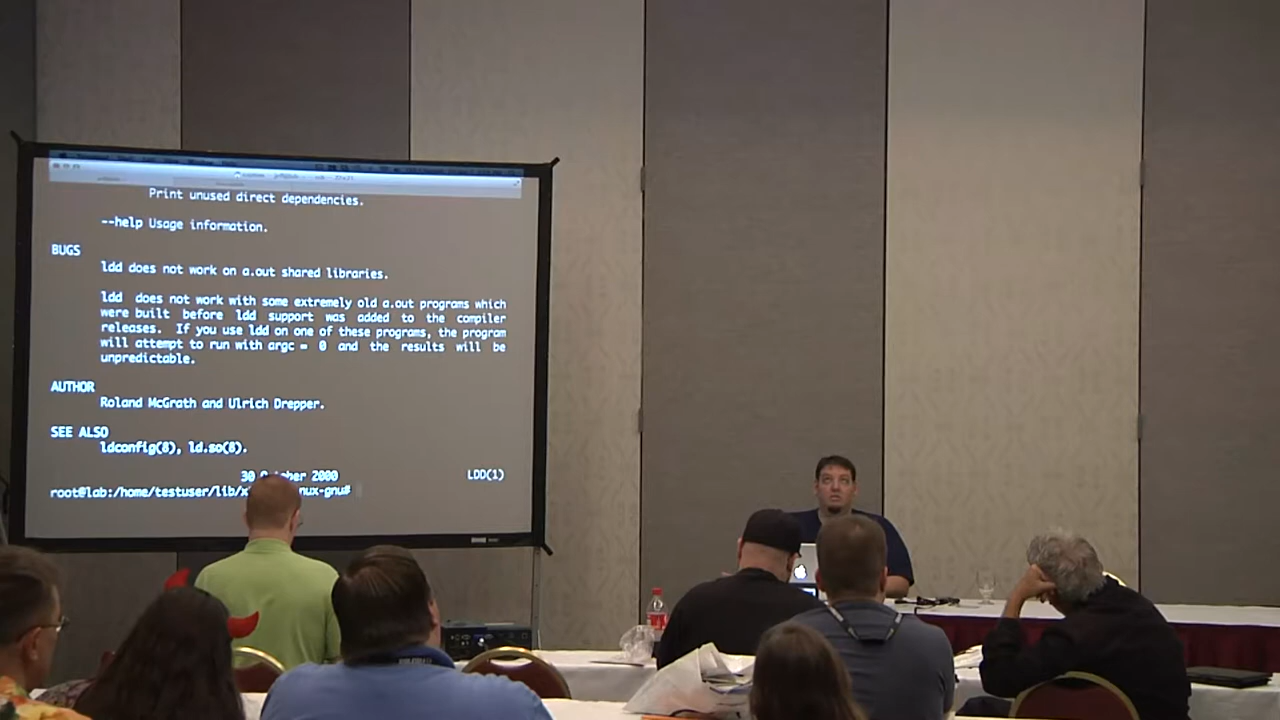 Print unused direct dependencies.
--help Usage information.
BUGS
ldd does not work on a.out shared libraries.
ldd does not work with some extremely old a.out programs which
were built before ldd support was added to the compiler
releases. If you use ldd on one of these programs, the program
will attempt to run with argc = 0 and the results will be
unpredictable.
AUTHOR
Roland McGrath and Ulrich Drepper.
SEE ALSO
ldconfig(8), ld.so(8).
30 2000 LDD(1)
root@lab:/home/testuser/lib/